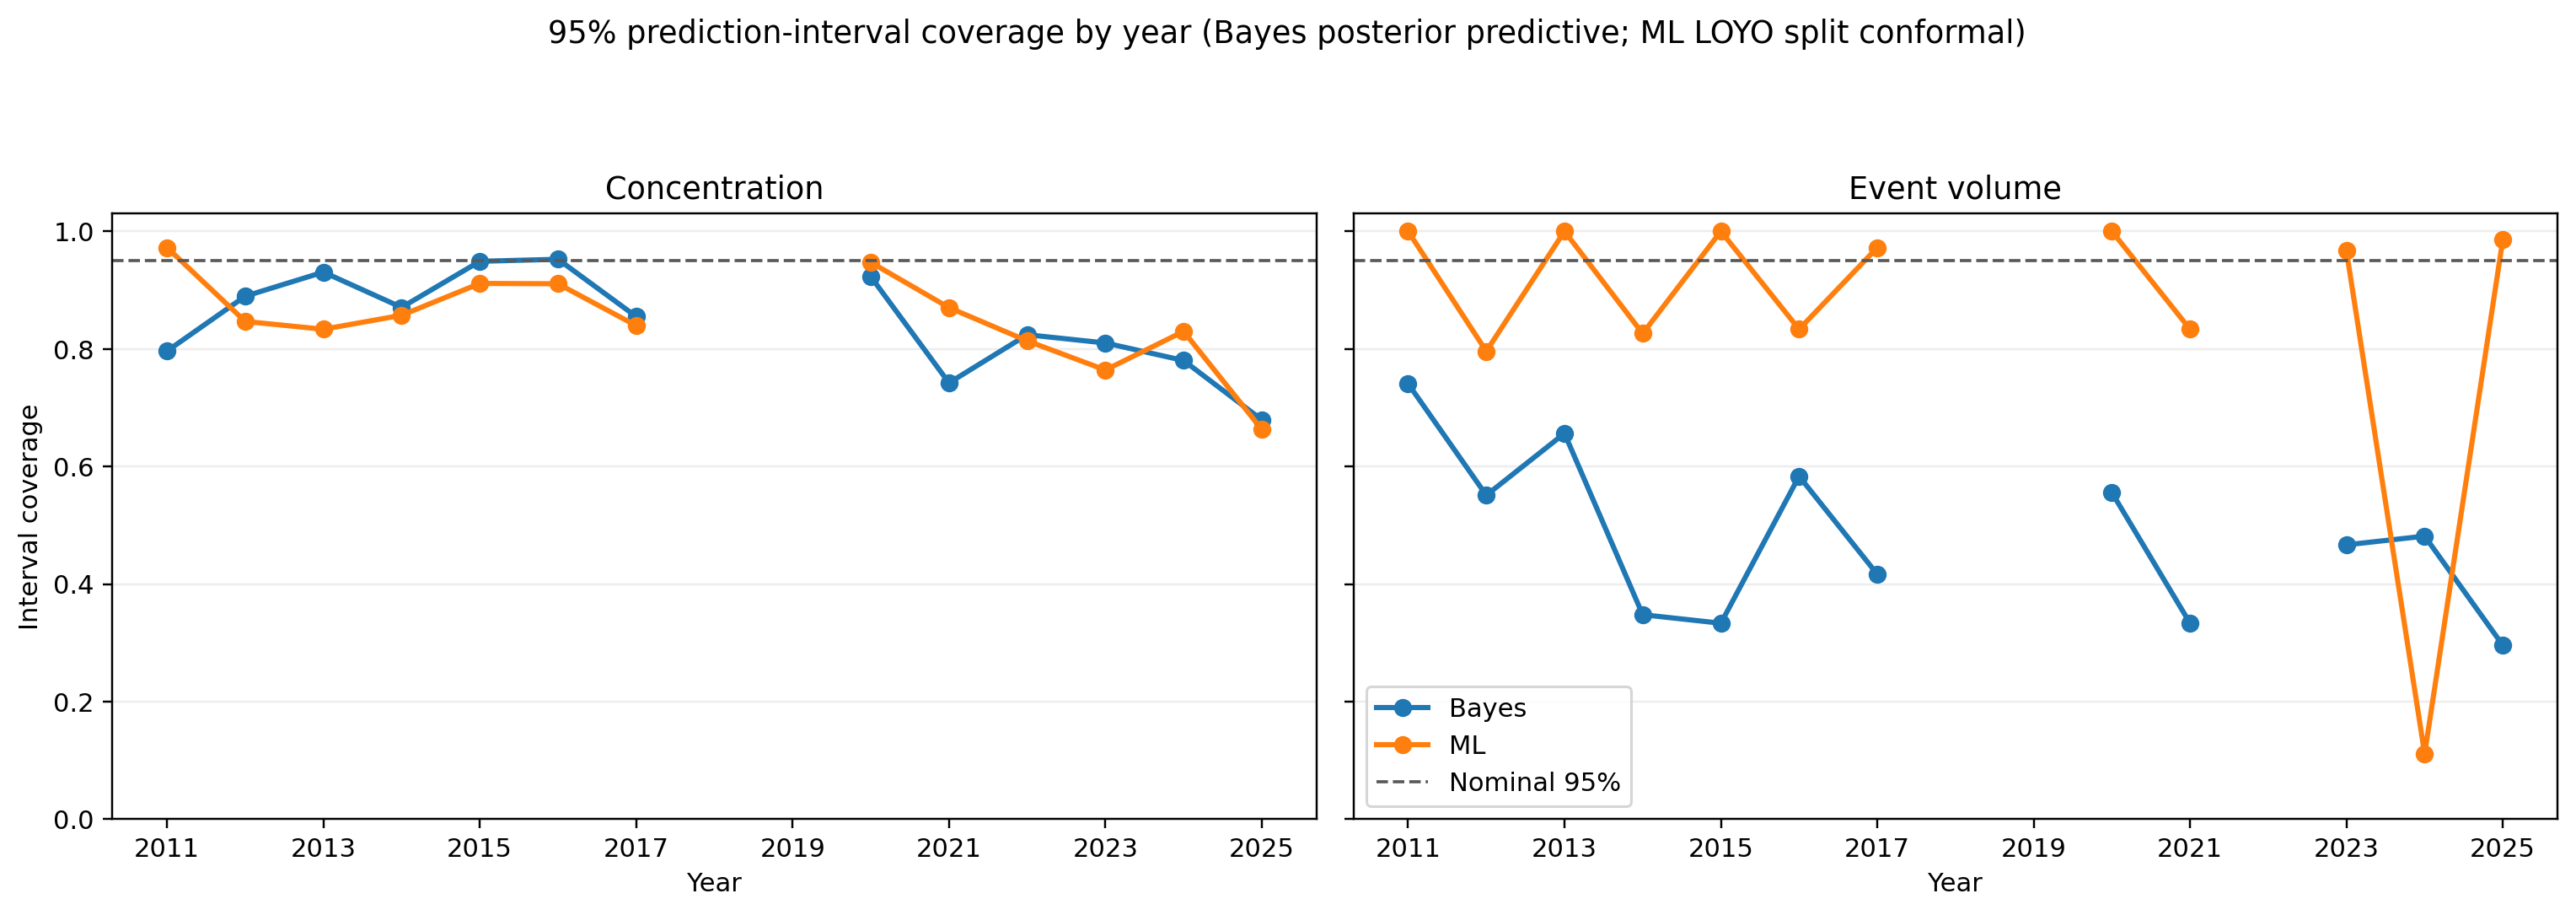 95% prediction-interval coverage by year (Bayes posterior predictive; ML LOYO split conformal)
Concentration
Event volume
Interval coverage
1.0
0.8
0.6
0.4
0.2
0.0
2011 2013 2015 2017 2019 2021 2023 2025
Year
Bayes
ML
Nominal 95%
2011 2013 2015 2017 2019 2021 2023 2025
Year